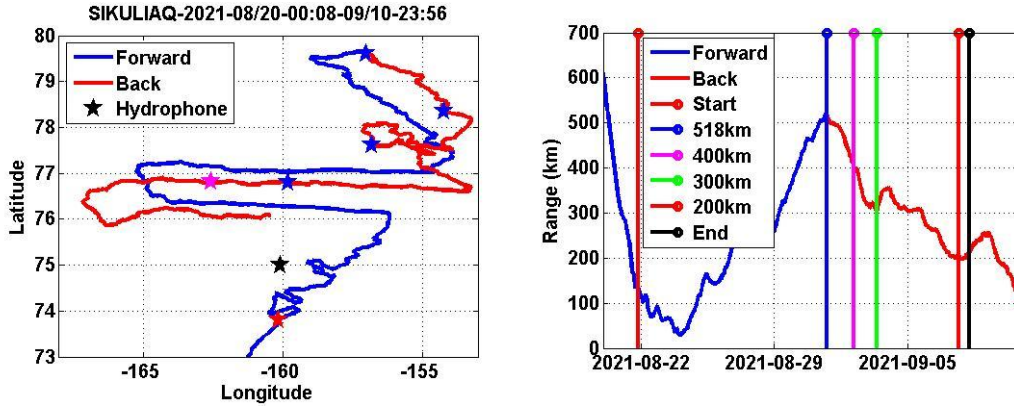 SIKULIAQ-2021-08/20-00:08-09/10-23:56
80
79
78
77
76
75
74
73
Latitude
Forward
Back
Hydrophone
-165
-160
-155
Longitude
700
600
500
400
300
200
100
0
Range (km)
Forward
Back
Start
518km
400km
300km
200km
End
2021-08-22
2021-08-29
2021-09-05